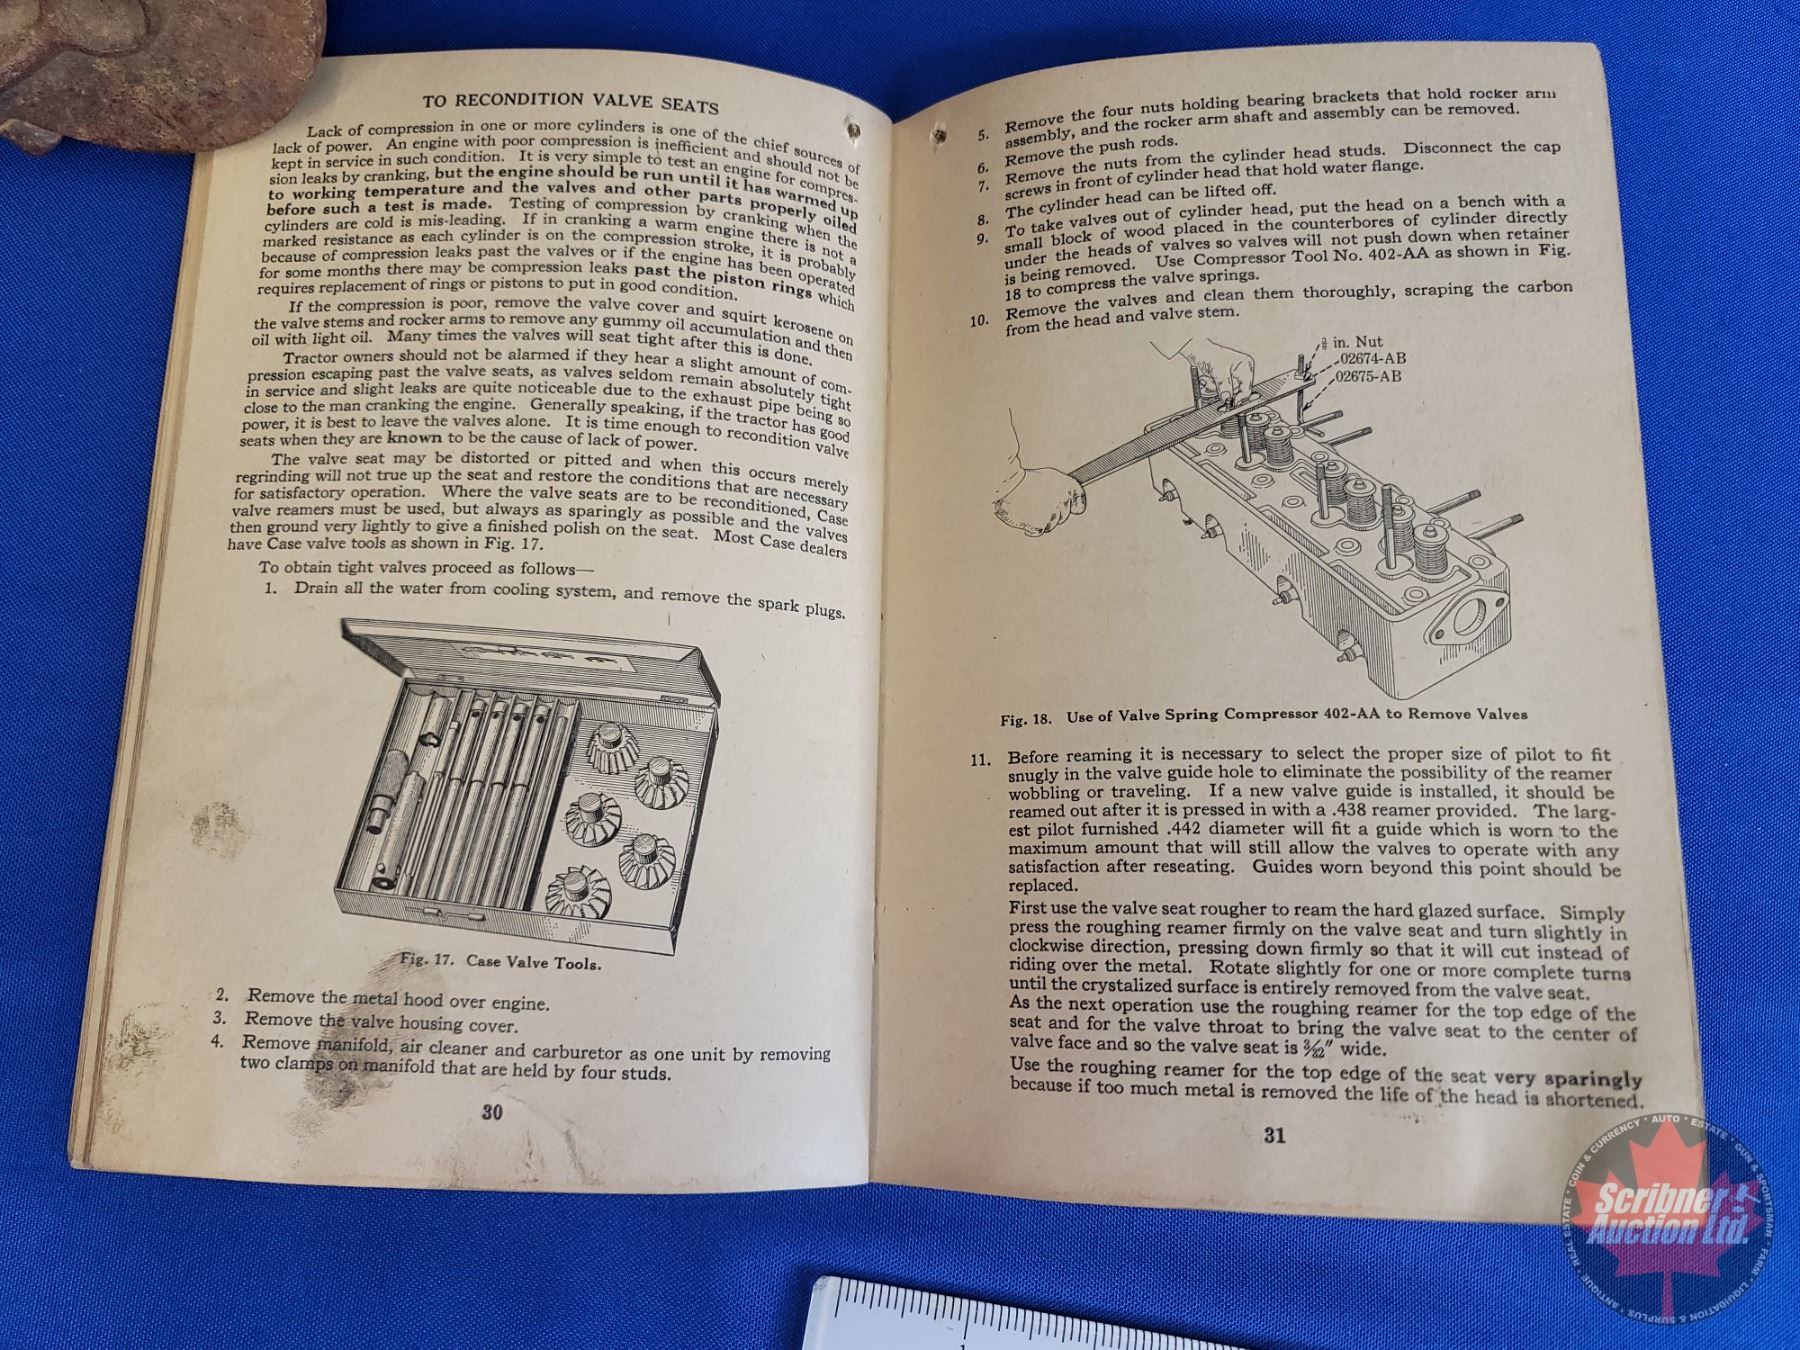 TO RECONDITION VALVE SEATS
Lack of compression in one or more cylinders is one of the chief sources of
lack of power. An engine with poor compression is inefficient and should not be
kept in service in such condition. It is very simple to test an engine for compres-
sion leaks by cranking, but the engine should be run until it has warmed up
to working temperature and the valves and other parts properly oiled
before such a test is made. Testing of compression by cranking when the
cylinders are cold is mis-leading. If in cranking a warm engine there is not a
marked resistance as each cylinder is on the compression stroke, it is probably
because of compression leaks past the valves or if the engine has been operated
for some months there may be compression leaks past the piston rings which
requires replacement of rings or pistons to put in good condition.
If the compression is poor, remove the valve cover and squirt kerosene on
the valve stems and rocker arms to remove any gummy oil accumulation and then
oil with light oil. Many times the valves will seat tight after this is done.
Tractor owners should not be alarmed if they hear a slight amount of com-
pression escaping past the valve seats, as valves seldom remain absolutely tight
in service and slight leaks are quite noticeable due to the exhaust pipe being so
close to the man cranking the engine. Generally speaking, if the tractor has good
power, it is best to leave the valves alone. It is time enough to recondition valve
seats when they are known to be the cause of lack of power.
The valve seat may be distorted or pitted and when this occurs merely
regrinding will not true up the seat and restore the conditions that are necessary
for satisfactory operation. Where the valve seats are to be reconditioned, Case
valve reamers must be used, but always as sparingly as possible and the valves
then ground very lightly to give a finished polish on the seat. Most Case dealers
have Case valve tools as shown in Fig. 17.
To obtain tight valves proceed as follows—
1. Drain all the water from cooling system, and remove the spark plugs.
Fig. 17. Case Valve Tools.
2. Remove the metal hood over engine.
3. Remove the valve housing cover.
4. Remove manifold, air cleaner and carburetor as one unit by removing
two clamps on manifold that are held by four studs.
30
5. Remove the four nuts holding bearing brackets that hold rocker arm
assembly, and the rocker arm shaft and assembly can be removed.
6. Remove the push rods.
7. Remove the nuts from the cylinder head studs. Disconnect the cap
screws in front of cylinder head that hold water flange.
8. The cylinder head can be lifted off.
9. To take valves out of cylinder head, put the head on a bench with a
small block of wood placed in the counterbores of cylinder directly
under the heads of valves so valves will not push down when retainer
is being removed. Use Compressor Tool No. 402-AA as shown in Fig.
18 to compress the valve springs.
10. Remove the valves and clean them thoroughly, scraping the carbon
from the head and valve stem.
⅜ in. Nut
02674-AB
02675-AB
Fig. 18. Use of Valve Spring Compressor 402-AA to Remove Valves
11. Before reaming it is necessary to select the proper size of pilot to fit
snugly in the valve guide hole to eliminate the possibility of the reamer
wobbling or traveling. If a new valve guide is installed, it should be
reamed out after it is pressed in with a .438 reamer provided. The larg-
est pilot furnished .442 diameter will fit a guide which is worn to the
maximum amount that will still allow the valves to operate with any
satisfaction after reseating. Guides worn beyond this point should be
replaced.
First use the valve seat rougher to ream the hard glazed surface. Simply
press the roughing reamer firmly on the valve seat and turn slightly in
clockwise direction, pressing down firmly so that it will cut instead of
riding over the metal. Rotate slightly for one or more complete turns
until the crystalized surface is entirely removed from the valve seat.
As the next operation use the roughing reamer for the top edge of the
seat and for the valve throat to bring the valve seat to the center of
valve face and so the valve seat is 3/32" wide.
Use the roughing reamer for the top edge of the seat very sparingly
because if too much metal is removed the life of the head is shortened.
31
COIN & CURRENCY * AUTO * ESTATE * GUN & SPORTSMAN * FARM * LIQUIDATION & SURPLUS * ANTIQUE * REAL ESTATE *
Scribner
Auction Ltd.
1